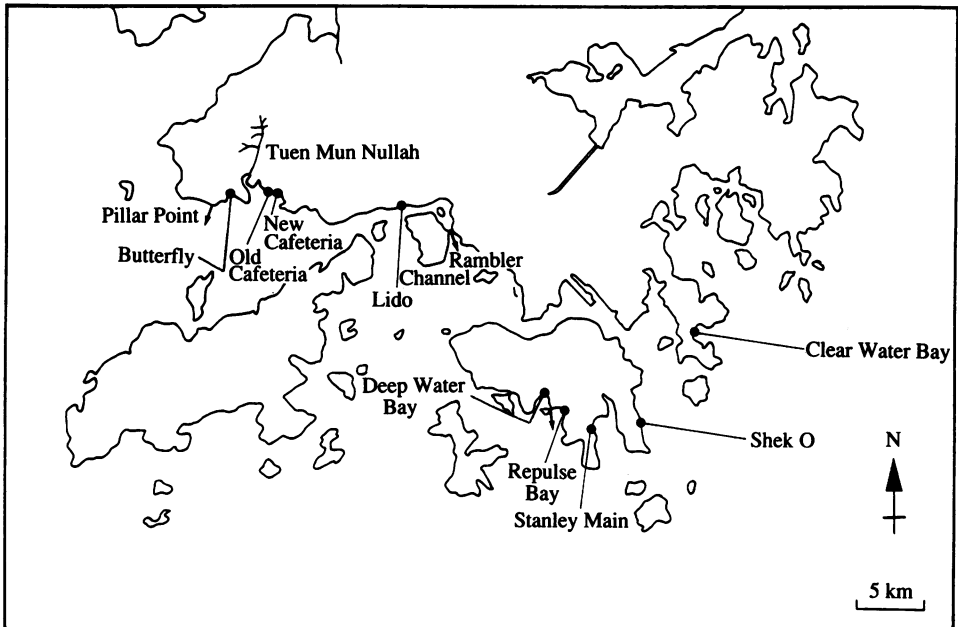 Tuen Mun Nullah
Pillar Point
New
Cafeteria
Butterfly
Old
Cafeteria
Rambler
Channel
Lido
Clear Water Bay
Deep Water
Bay
Shek O
N
Repulse
Bay
Stanley Main
5 km